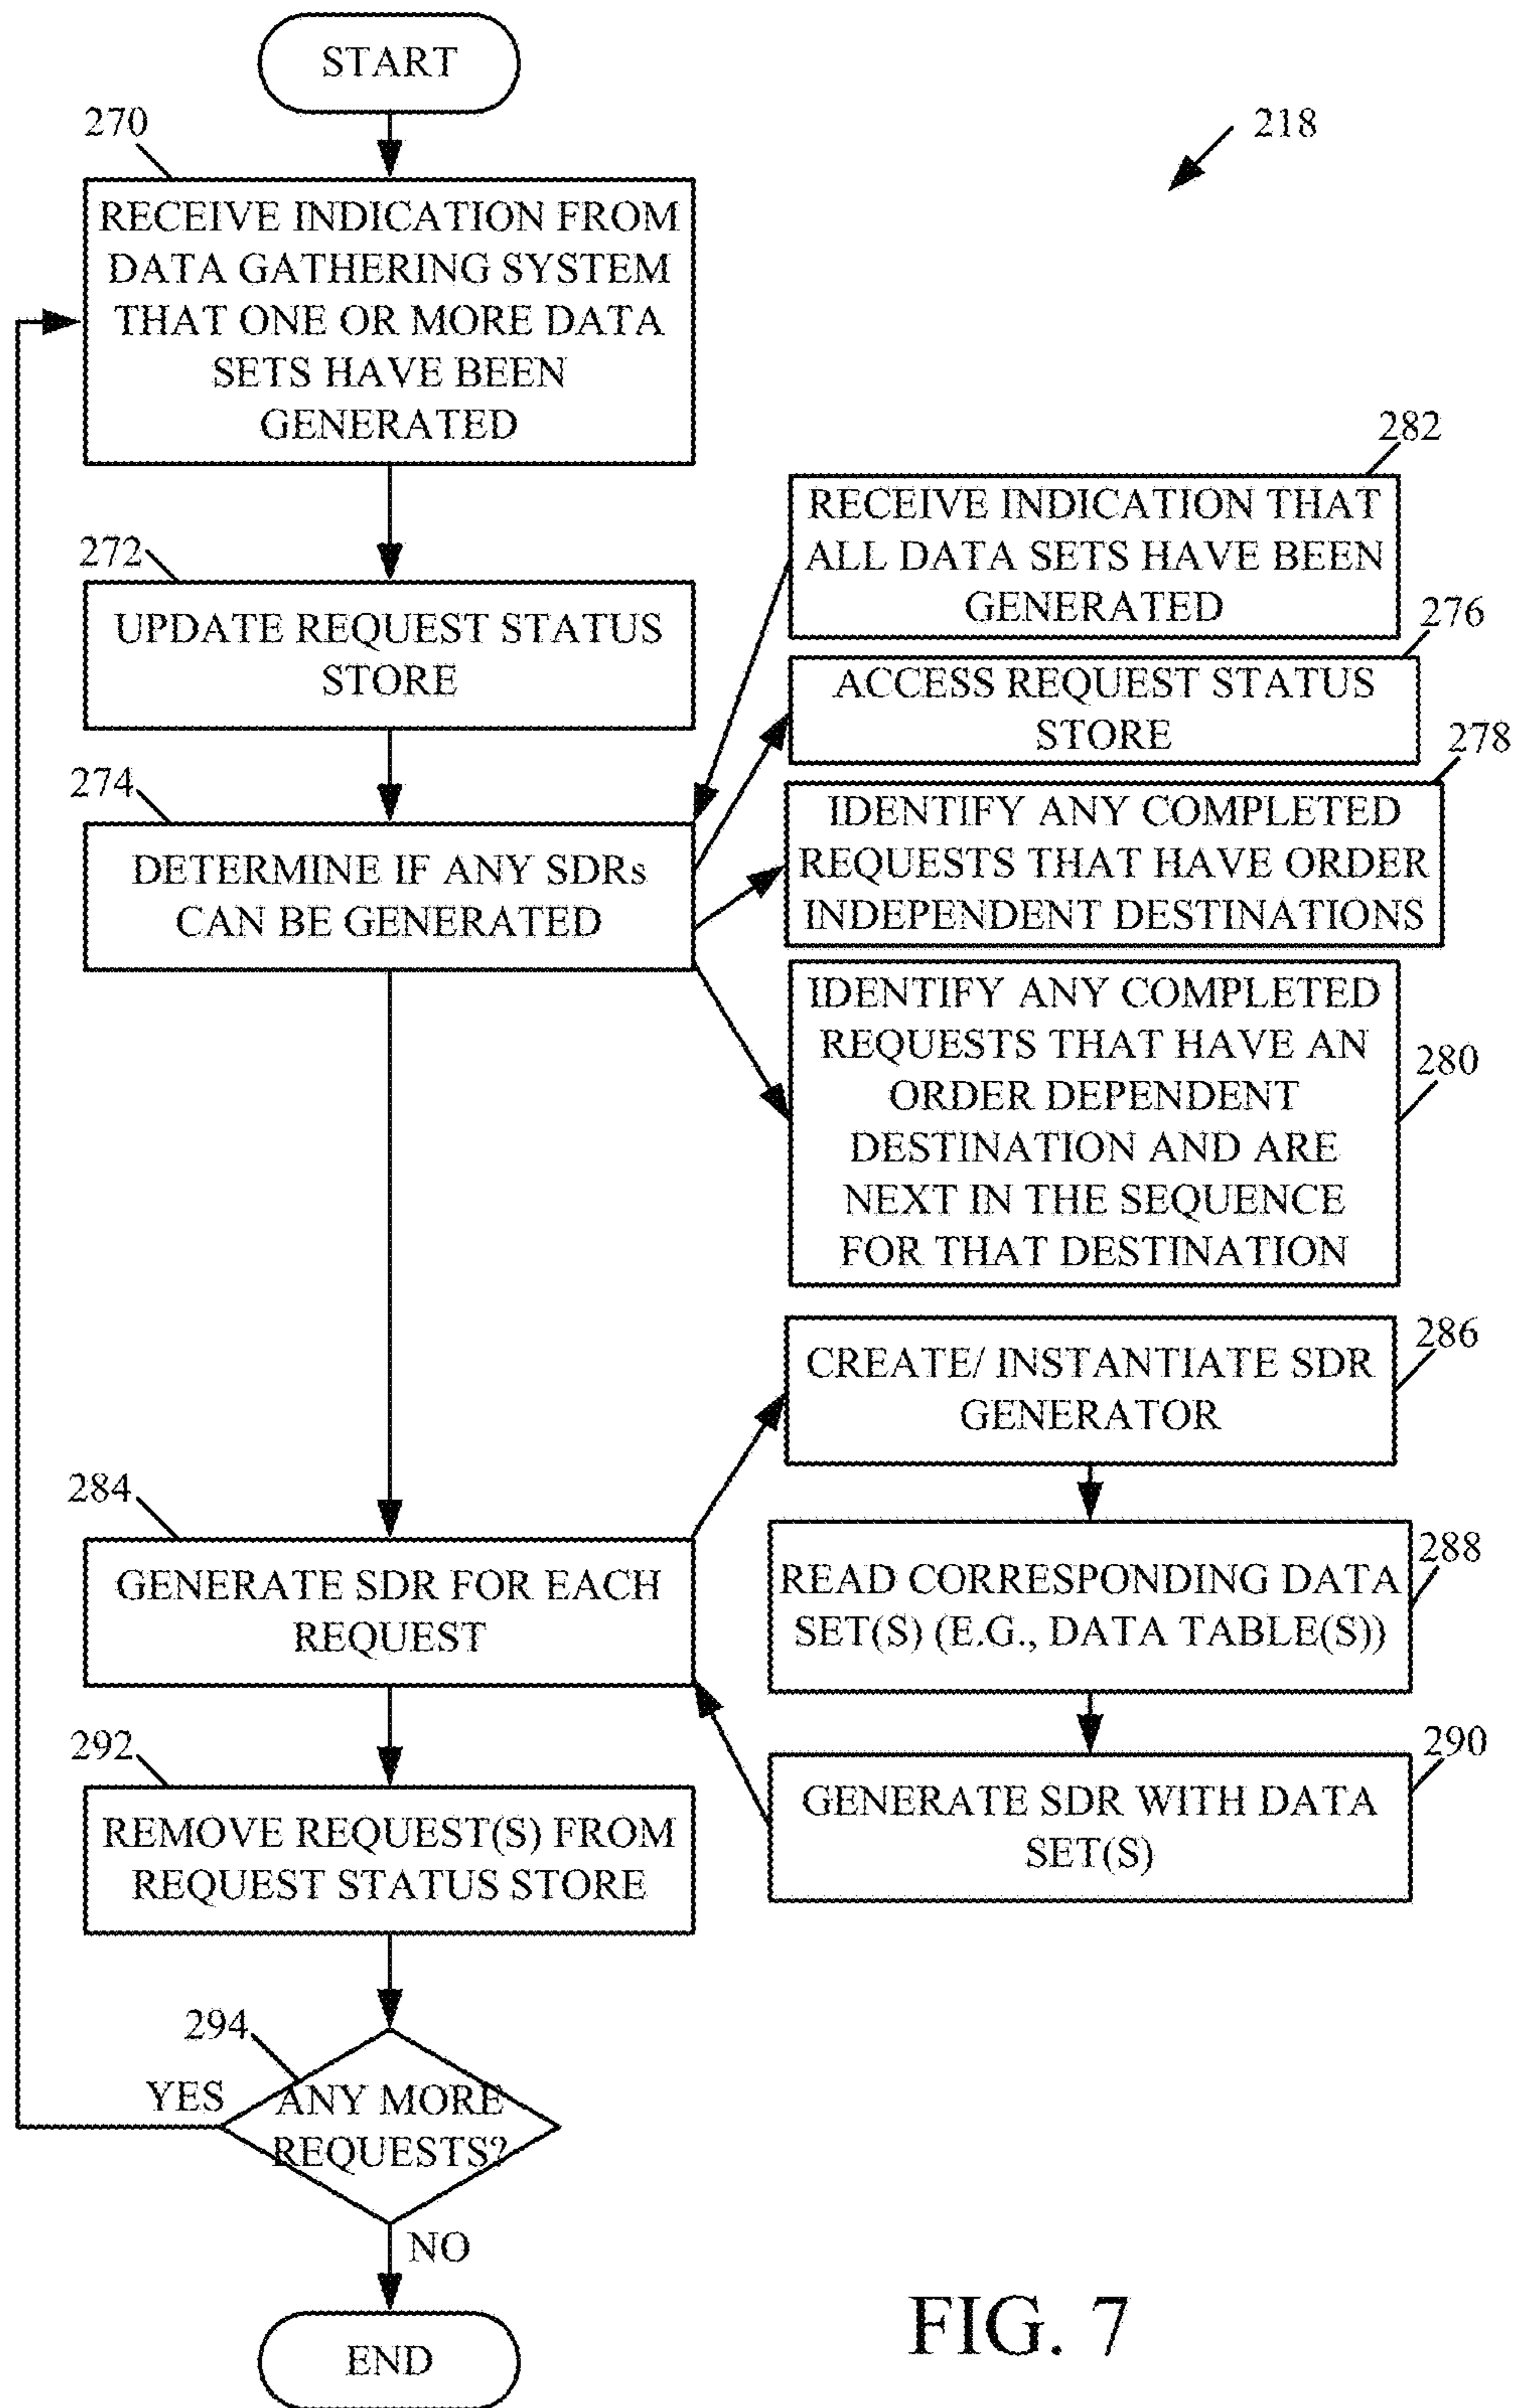 START
270
218
RECEIVE INDICATION FROM
DATA GATHERING SYSTEM
THAT ONE OR MORE DATA
SETS HAVE BEEN
GENERATED
282
RECEIVE INDICATION THAT
ALL DATA SETS HAVE BEEN
GENERATED
272
UPDATE REQUEST STATUS
STORE
276
ACCESS REQUEST STATUS
STORE
274
DETERMINE IF ANY SDRs
CAN BE GENERATED
278
IDENTIFY ANY COMPLETED
REQUESTS THAT HAVE ORDER
INDEPENDENT DESTINATIONS
280
IDENTIFY ANY COMPLETED
REQUESTS THAT HAVE AN
ORDER DEPENDENT
DESTINATION AND ARE
NEXT IN THE SEQUENCE
FOR THAT DESTINATION
286
CREATE/ INSTANTIATE SDR
GENERATOR
284
GENERATE SDR FOR EACH
REQUEST
288
READ CORRESPONDING DATA
SET(S) (E.G., DATA TABLE(S))
292
REMOVE REQUEST(S) FROM
REQUEST STATUS STORE
290
GENERATE SDR WITH DATA
SET(S)
294
YES
ANY MORE
REQUESTS?
NO
END
FIG. 7